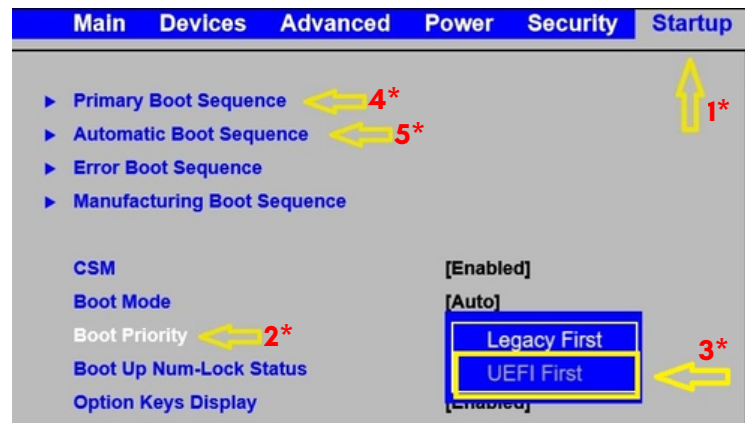 Main Devices Advanced Power Security Startup
1*
Primary Boot Sequence 4*
Automatic Boot Sequence 5*
Error Boot Sequence
Manufacturing Boot Sequence
CSM [Enabled]
Boot Mode [Auto]
Boot Priority 2*
Legacy First
UEFI First 3*
Boot Up Num-Lock Status
Option Keys Display [Enabled]